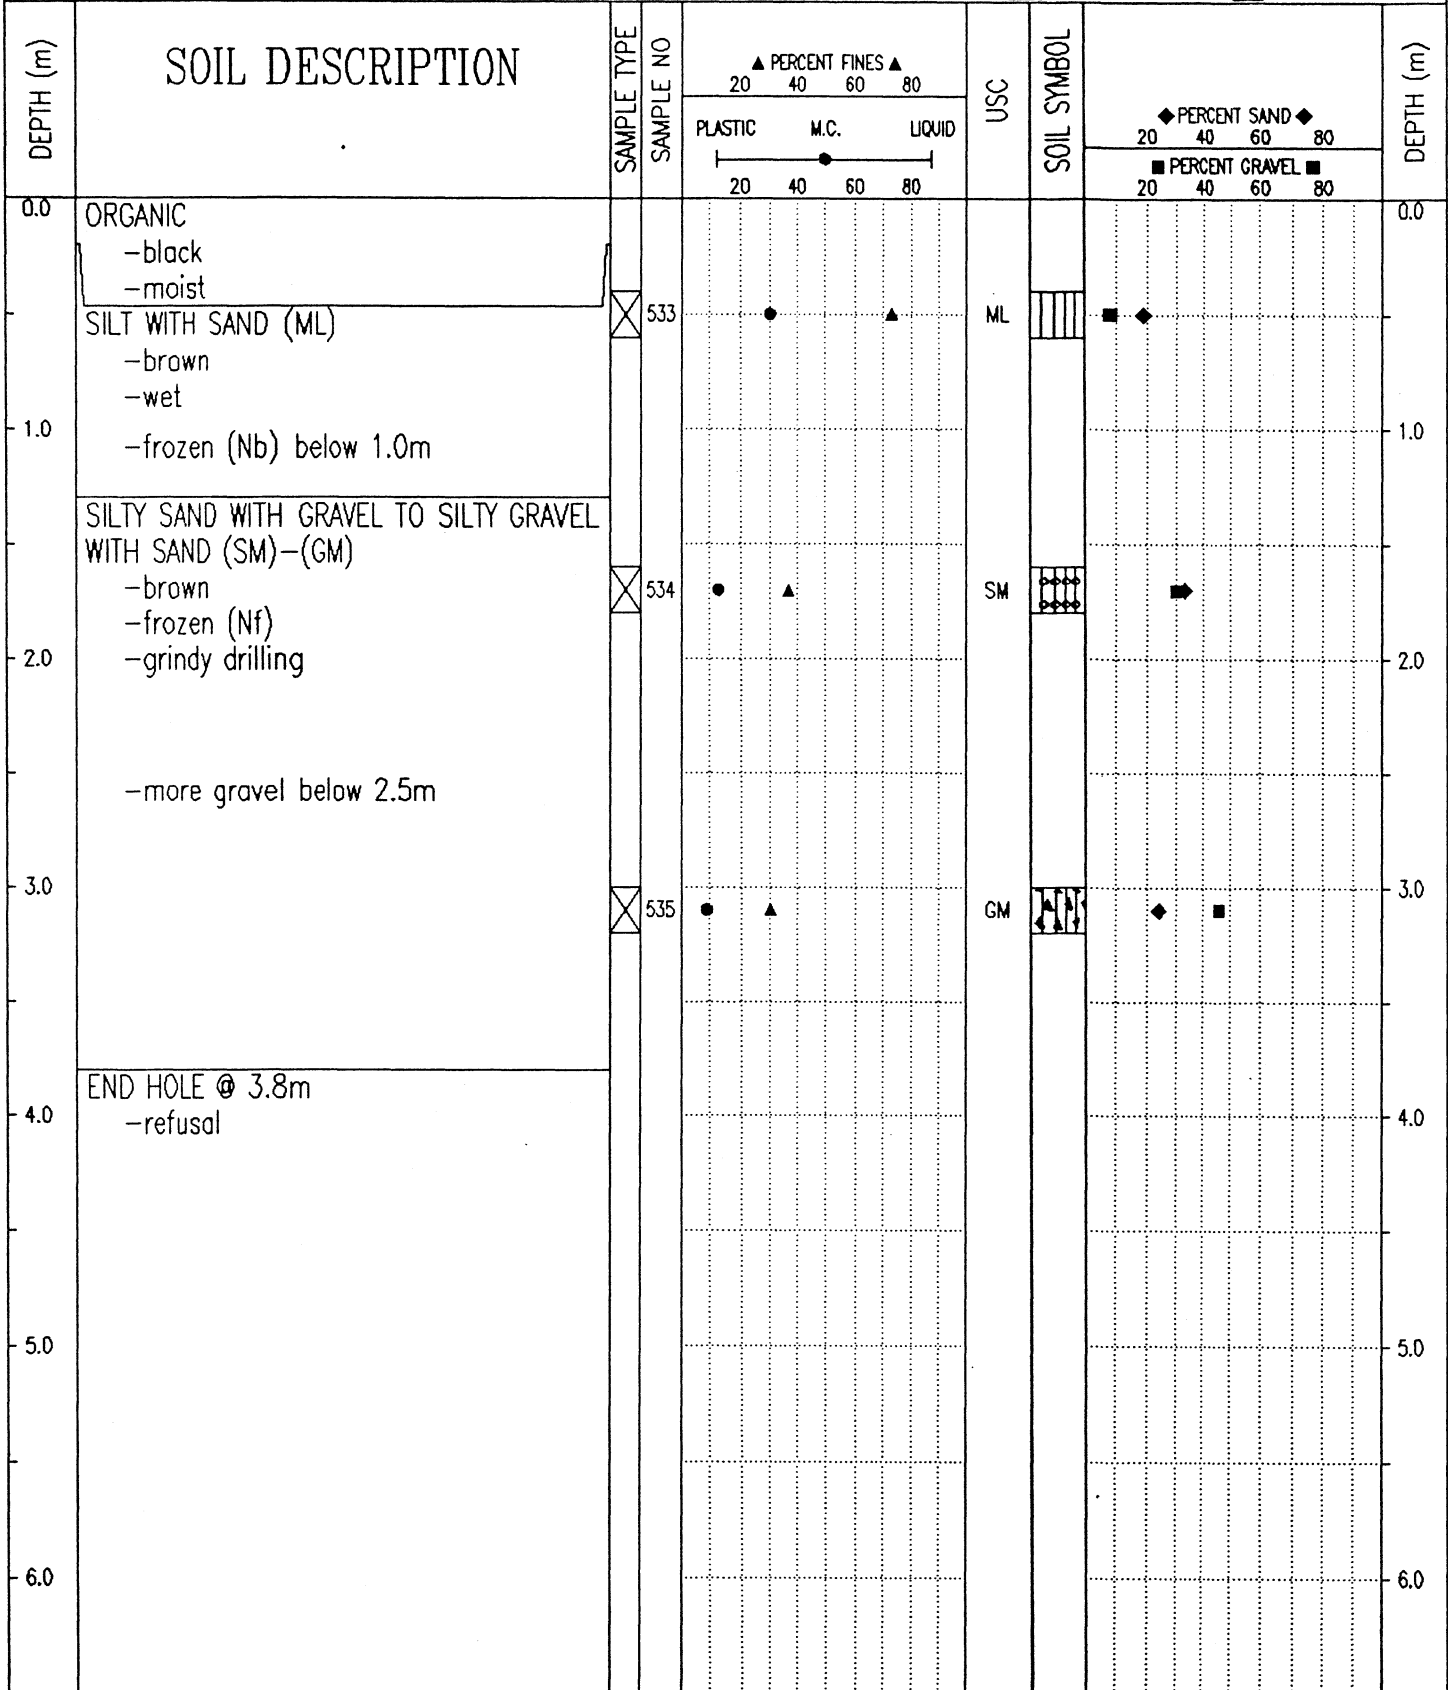 DEPTH (m)
SOIL DESCRIPTION
SAMPLE TYPE
SAMPLE NO
▲ PERCENT FINES ▲
20 40 60 80
PLASTIC M.C. LIQUID
20 40 60 80
USC
SOIL SYMBOL
◆ PERCENT SAND ◆
20 40 60 80
■ PERCENT GRAVEL ■
20 40 60 80
DEPTH (m)
0.0
ORGANIC
-black
-moist
SILT WITH SAND (ML)
-brown
-wet
-frozen (Nb) below 1.0m
SILTY SAND WITH GRAVEL TO SILTY GRAVEL
WITH SAND (SM)-(GM)
-brown
-frozen (Nf)
-grindy drilling
-more gravel below 2.5m
END HOLE @ 3.8m
-refusal
1.0
2.0
3.0
4.0
5.0
6.0
533
534
535
ML
SM
GM
0.0
1.0
2.0
3.0
4.0
5.0
6.0